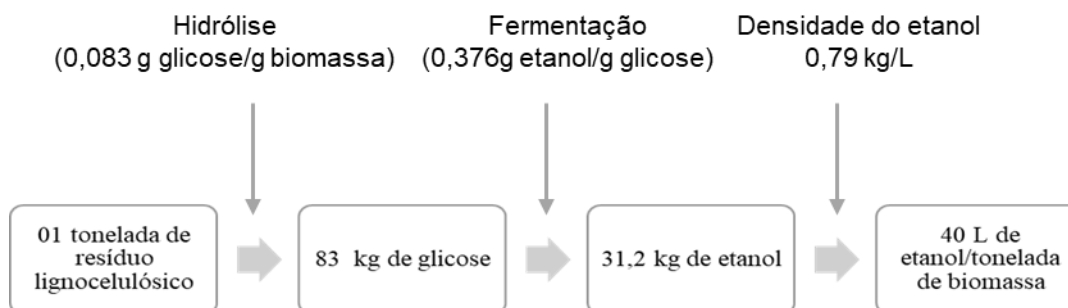 Hidrólise
(0,083 g glicose/g biomassa)
Fermentação
(0,376g etanol/g glicose)
Densidade do etanol
0,79 kg/L
01 tonelada de
resíduo
lignocelulósico
83 kg de glicose
31,2 kg de etanol
40 L de
etanol/tonelada
de biomassa